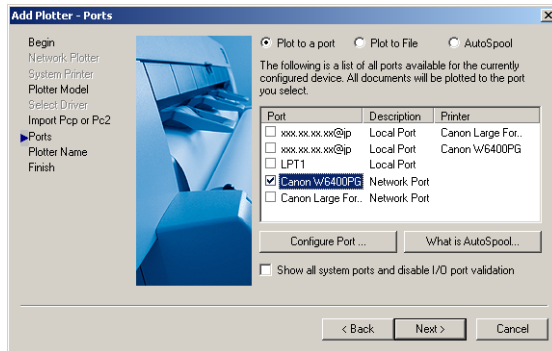 Add Plotter - Ports
Begin
Network Plotter
System Printer
Plotter Model
Select Driver
Import Pcp or Pc2
Ports
Plotter Name
Finish
Plot to a port Plot to File AutoSpool
The following is a list of all ports available for the currently
configured device. All documents will be plotted to the port
you select.
Port Description Printer
xxx.xx.xx.xx@ip Local Port Canon Large For..
xxx.xx.xx.xx@ip Local Port Canon W6400PG
LPT1 Local Port
Canon W6400PG Network Port
Canon Large For.. Network Port
Configure Port ... What is AutoSpool...
Show all system ports and disable I/O port validation
< Back Next > Cancel